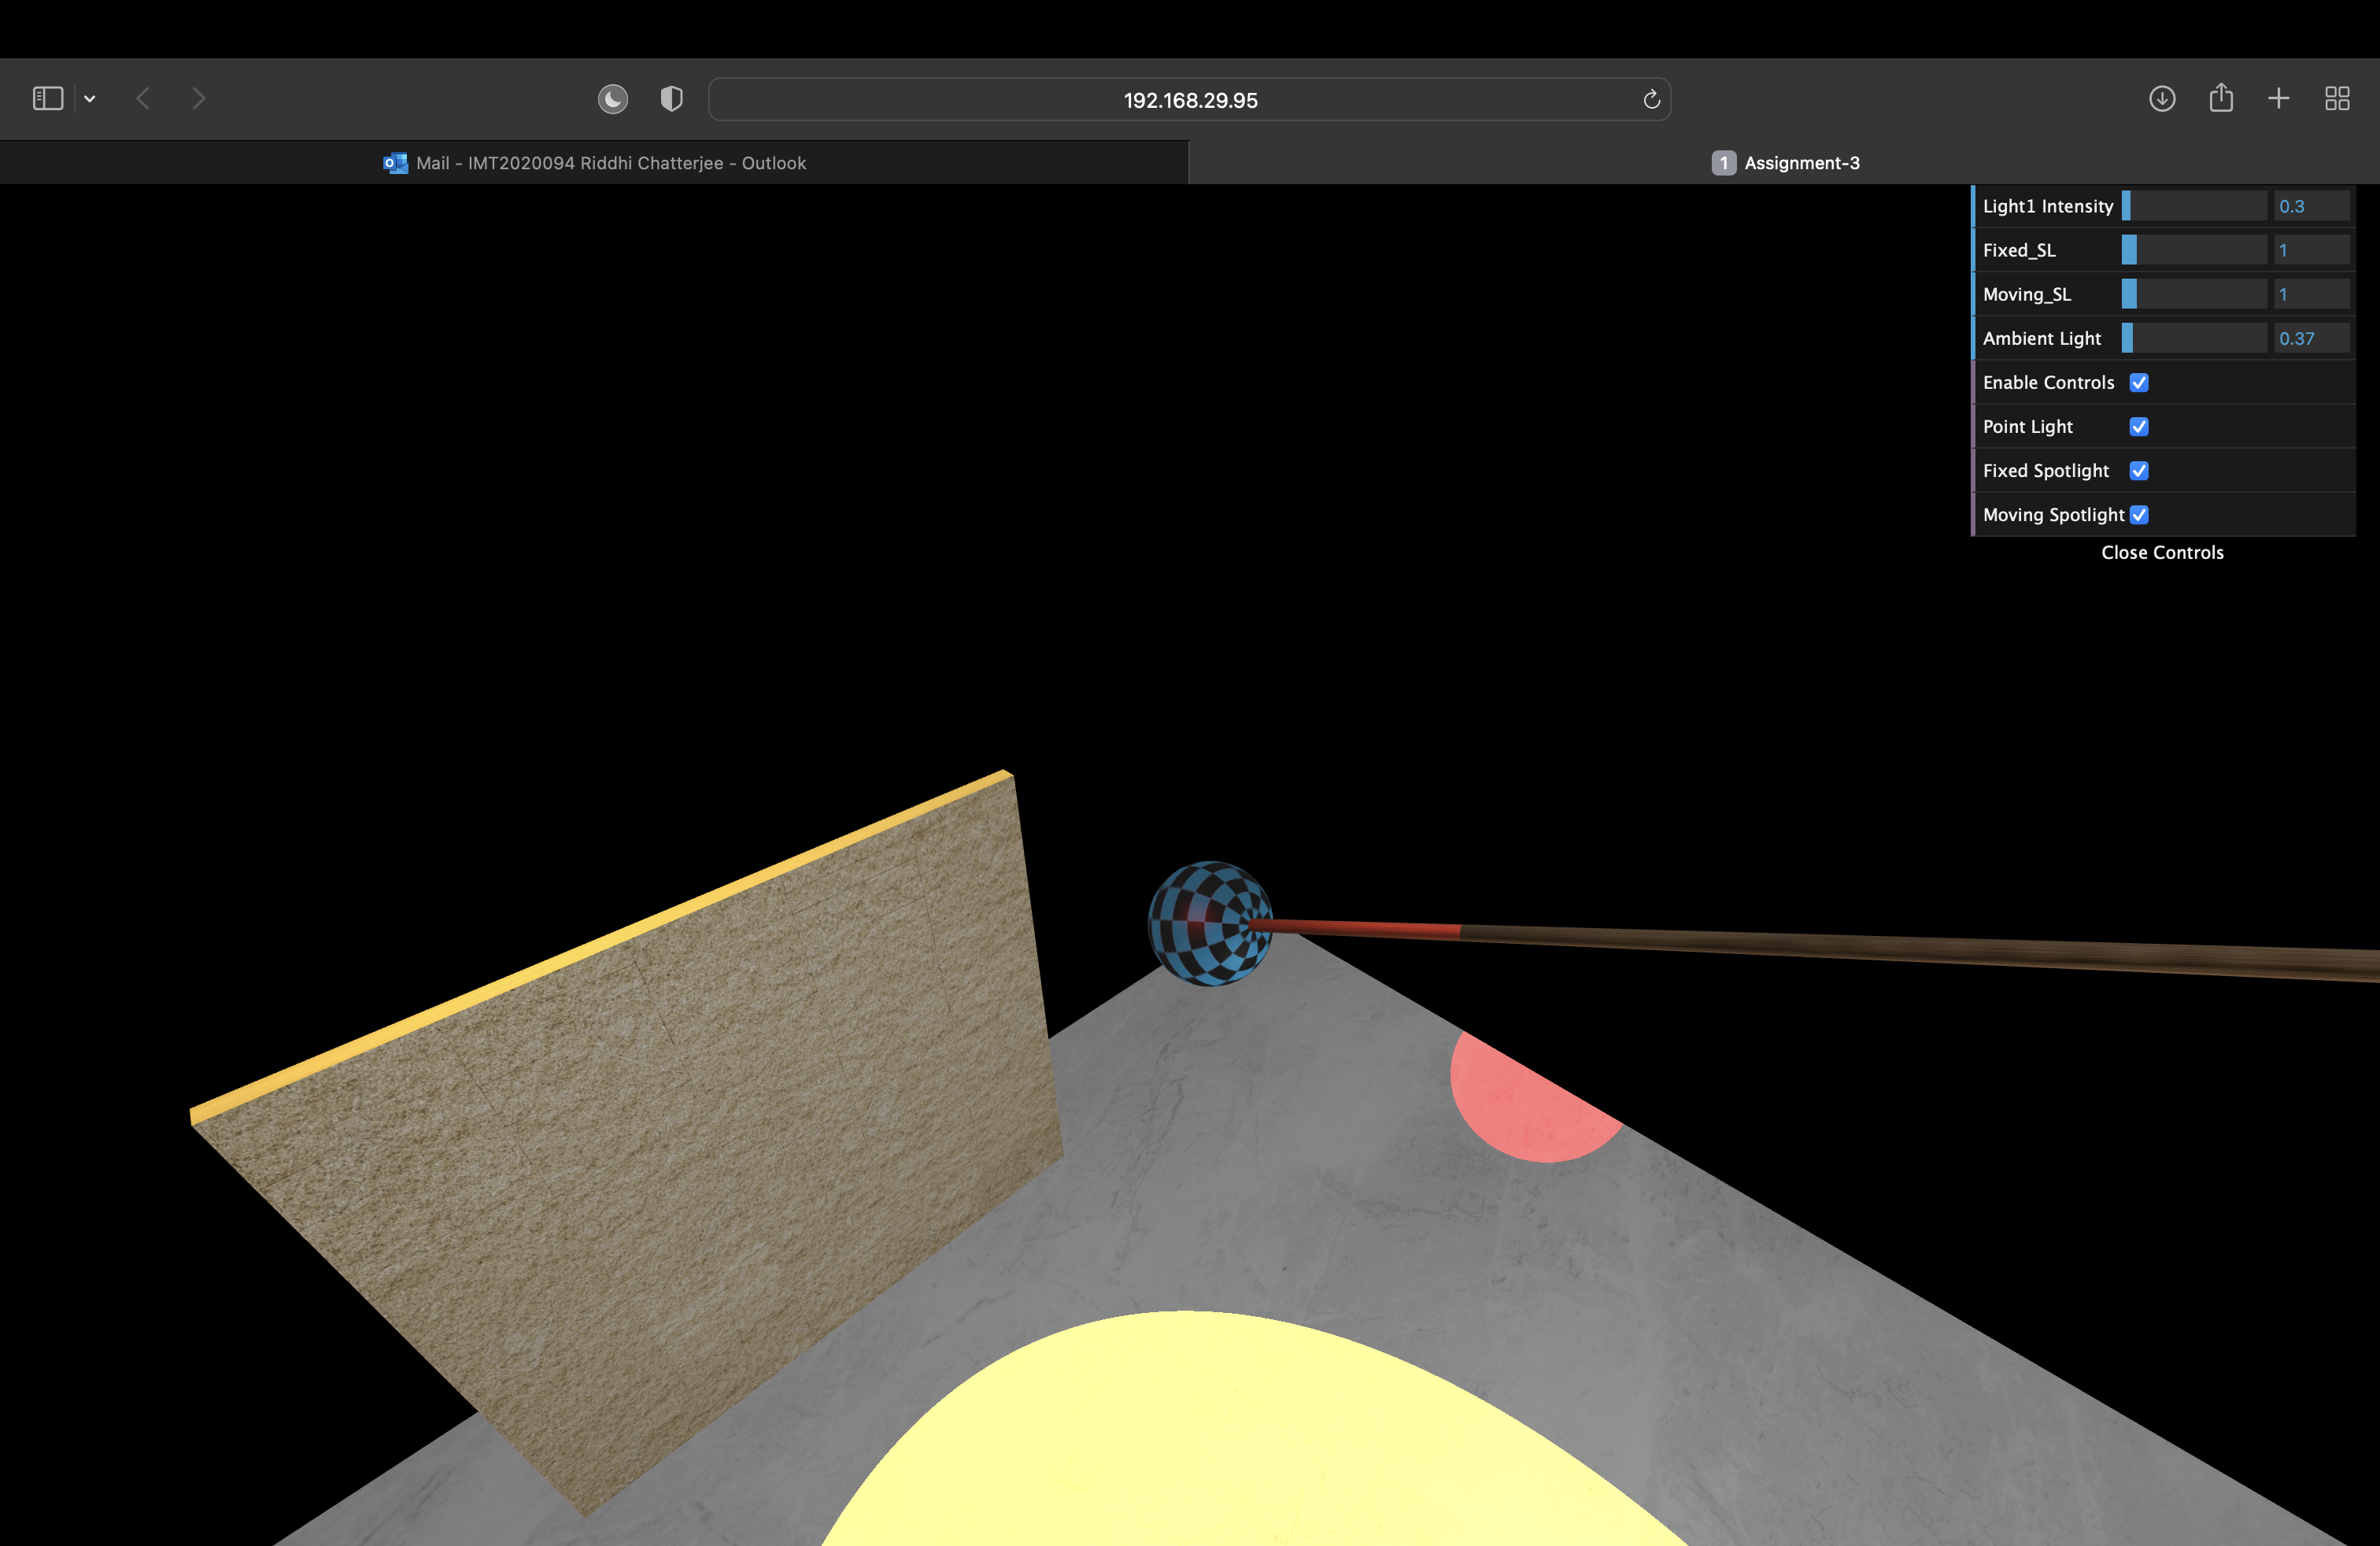 192.168.29.95
Mail - IMT2020094 Riddhi Chatterjee - Outlook
1 Assignment-3
Light1 Intensity 0.3
Fixed_SL 1
Moving_SL 1
Ambient Light 0.37
Enable Controls
Point Light
Fixed Spotlight
Moving Spotlight
Close Controls